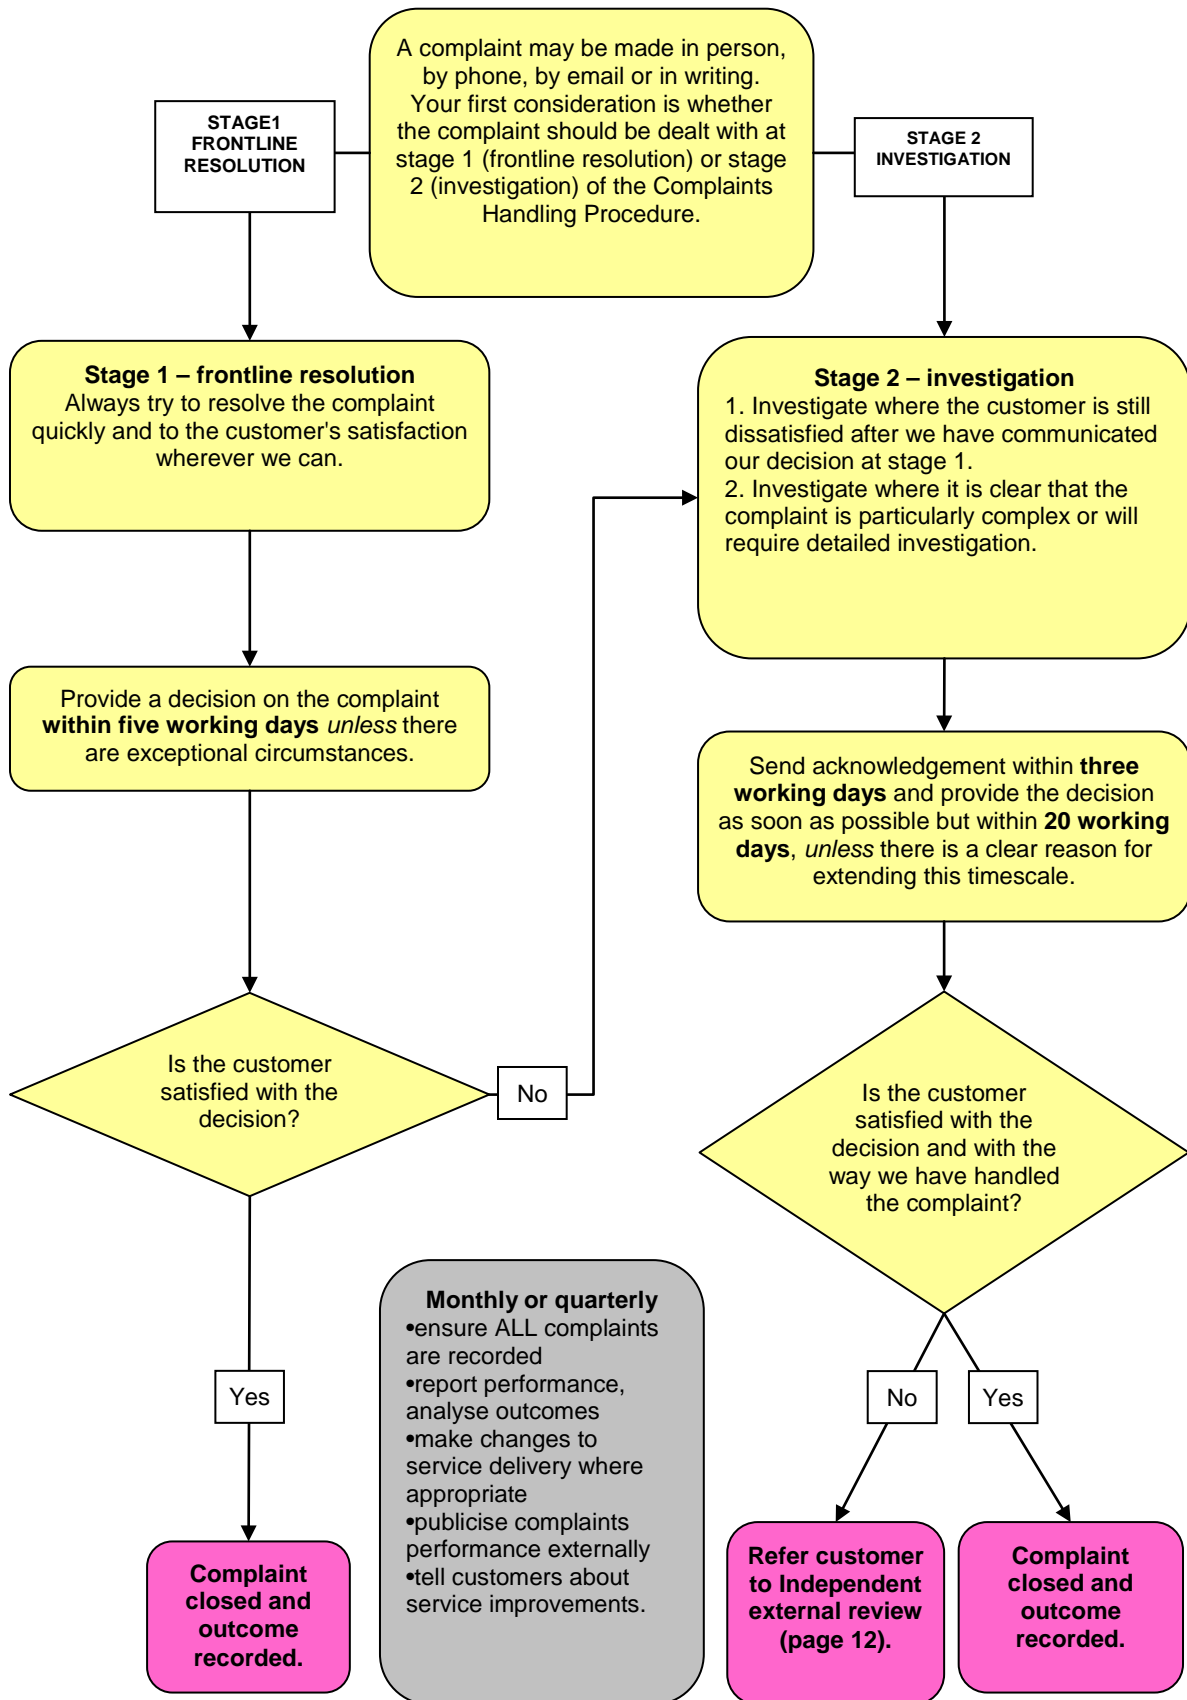 A complaint may be made in person,
by phone, by email or in writing.
Your first consideration is whether
the complaint should be dealt with at
stage 1 (frontline resolution) or stage
2 (investigation) of the Complaints
Handling Procedure.
STAGE1
FRONTLINE
RESOLUTION
STAGE 2
INVESTIGATION
Stage 1 – frontline resolution
Always try to resolve the complaint
quickly and to the customer's satisfaction
wherever we can.
Stage 2 – investigation
1. Investigate where the customer is still
dissatisfied after we have communicated
our decision at stage 1.
2. Investigate where it is clear that the
complaint is particularly complex or will
require detailed investigation.
Provide a decision on the complaint
within five working days unless there
are exceptional circumstances.
Send acknowledgement within three
working days and provide the decision
as soon as possible but within 20 working
days, unless there is a clear reason for
extending this timescale.
Is the customer
satisfied with the
decision?
No
Is the customer
satisfied with the
decision and with the
way we have handled
the complaint?
Yes
Monthly or quarterly
•ensure ALL complaints
are recorded
•report performance,
analyse outcomes
•make changes to
service delivery where
appropriate
•publicise complaints
performance externally
•tell customers about
service improvements.
No
Yes
Complaint
closed and
outcome
recorded.
Refer customer
to Independent
external review
(page 12).
Complaint
closed and
outcome
recorded.